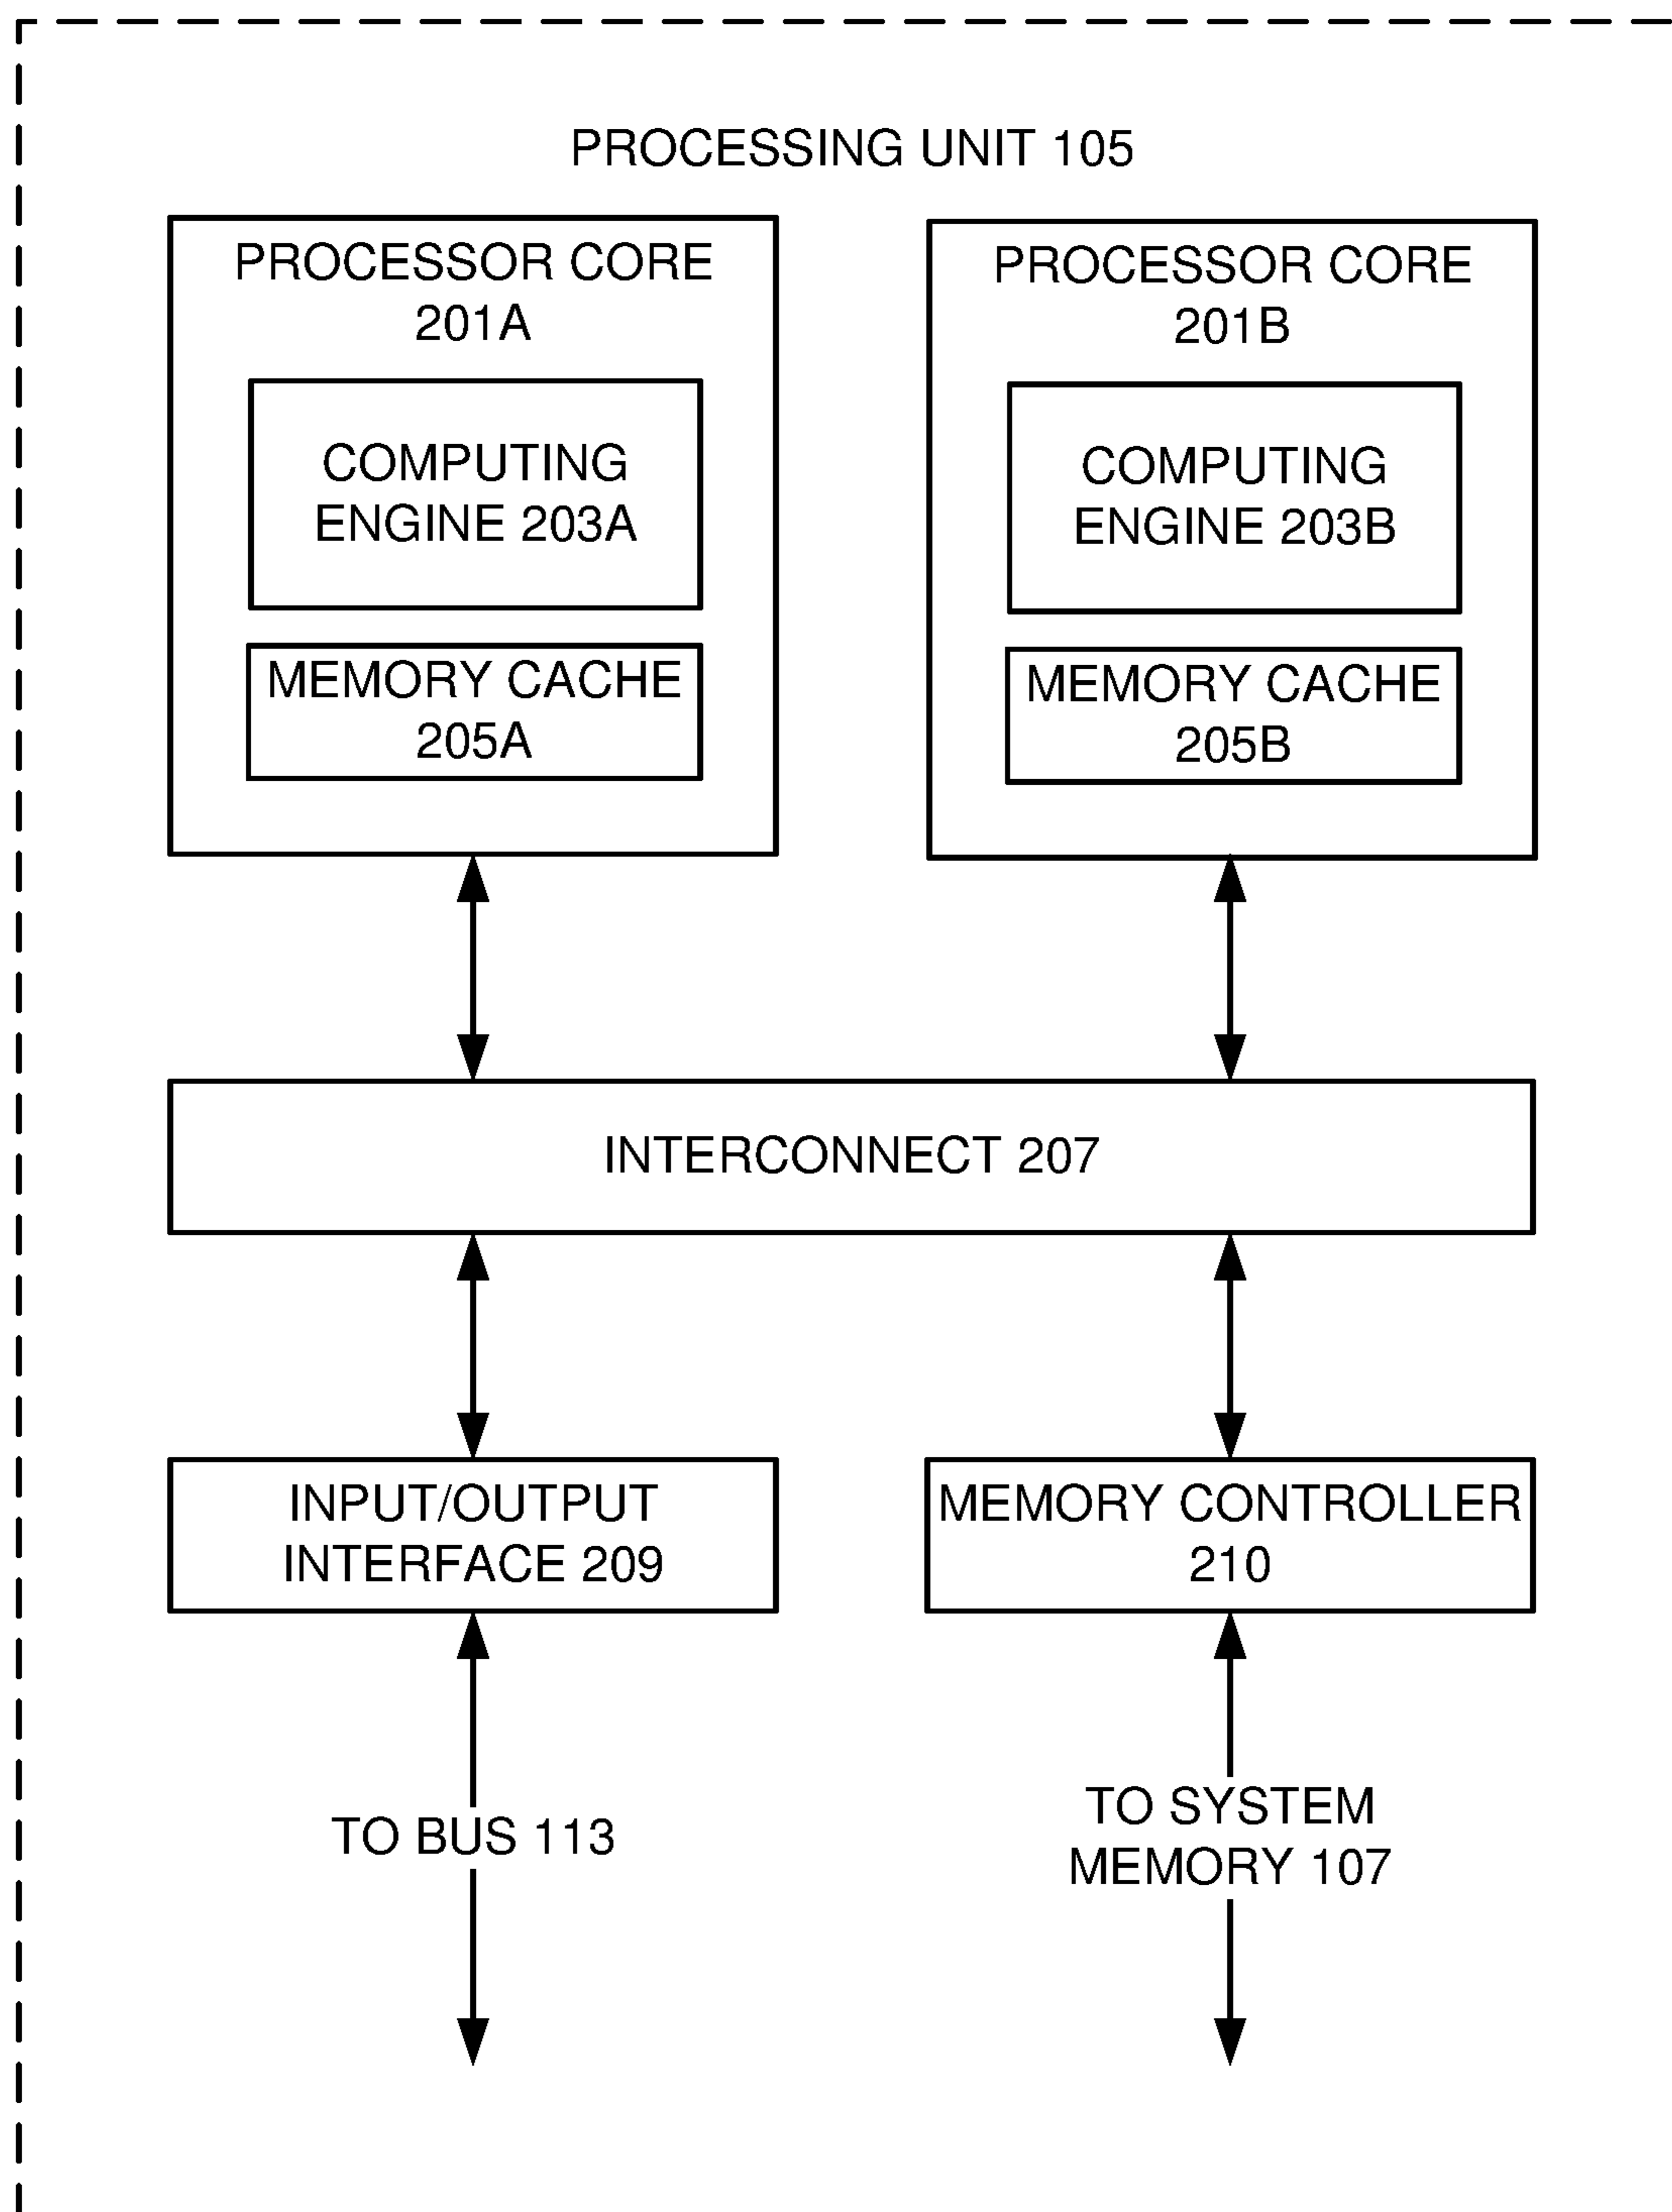 PROCESSING UNIT 105
PROCESSOR CORE
201A
COMPUTING
ENGINE 203A
MEMORY CACHE
205A
PROCESSOR CORE
201B
COMPUTING
ENGINE 203B
MEMORY CACHE
205B
INTERCONNECT 207
INPUT/OUTPUT
INTERFACE 209
MEMORY CONTROLLER
210
TO BUS 113
TO SYSTEM
MEMORY 107